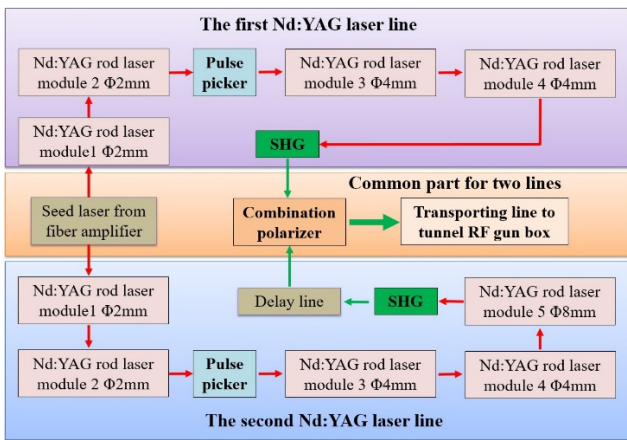 The first Nd:YAG laser line
Nd:YAG rod laser
module 2 Φ2mm
Pulse
picker
Nd:YAG rod laser
module 3 Φ4mm
Nd:YAG rod laser
module 4 Φ4mm
Nd:YAG rod laser
module1 Φ2mm
SHG
Common part for two lines
Seed laser from
fiber amplifier
Combination
polarizer
Transporting line to
tunnel RF gun box
Nd:YAG rod laser
module1 Φ2mm
Delay line
SHG
Nd:YAG rod laser
module 5 Φ8mm
Nd:YAG rod laser
module 2 Φ2mm
Pulse
picker
Nd:YAG rod laser
module 3 Φ4mm
Nd:YAG rod laser
module 4 Φ4mm
The second Nd:YAG laser line